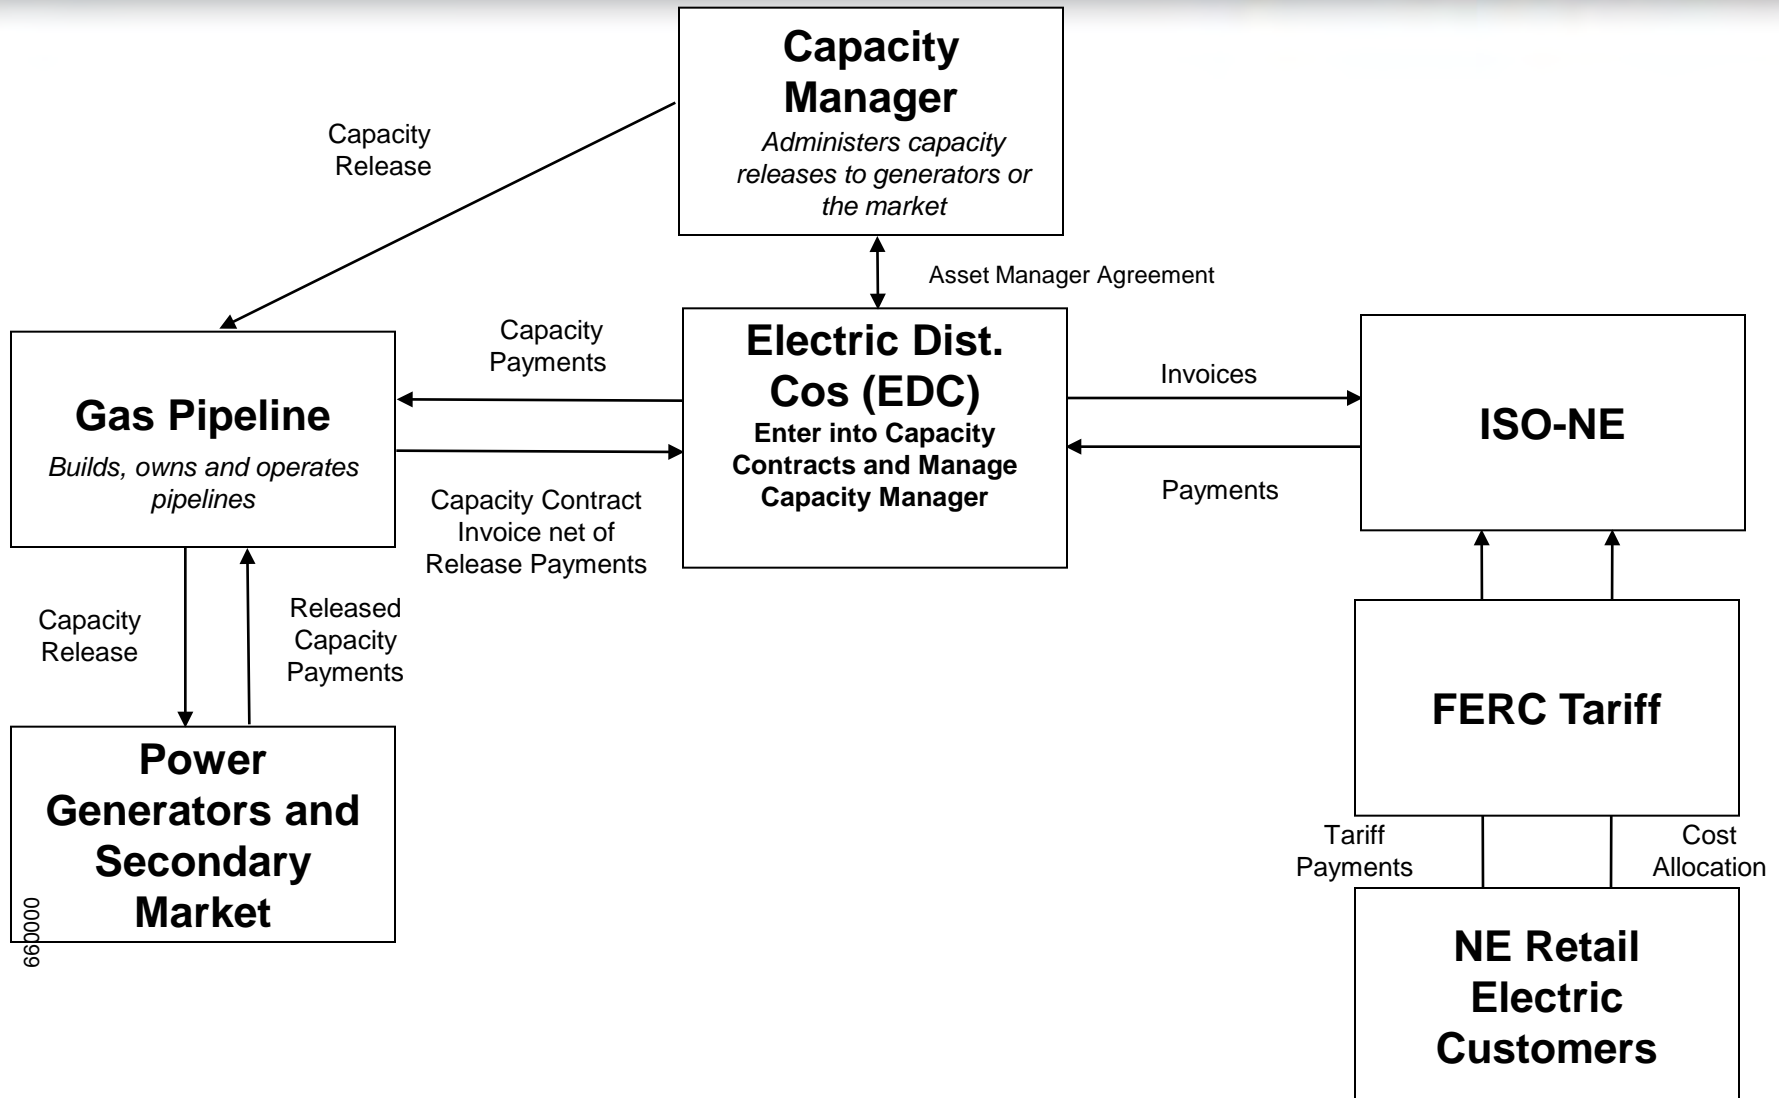 Capacity
Manager
Administers capacity
releases to generators or
the market
Capacity
Release
Asset Manager Agreement
Gas Pipeline
Builds, owns and operates
pipelines
Capacity
Payments
Capacity Contract
Invoice net of
Release Payments
Electric Dist.
Cos (EDC)
Enter into Capacity
Contracts and Manage
Capacity Manager
Invoices
Payments
ISO-NE
Capacity
Release
Released
Capacity
Payments
FERC Tariff
Power
Generators and
Secondary
Market
660000
Tariff
Payments
Cost
Allocation
NE Retail
Electric
Customers